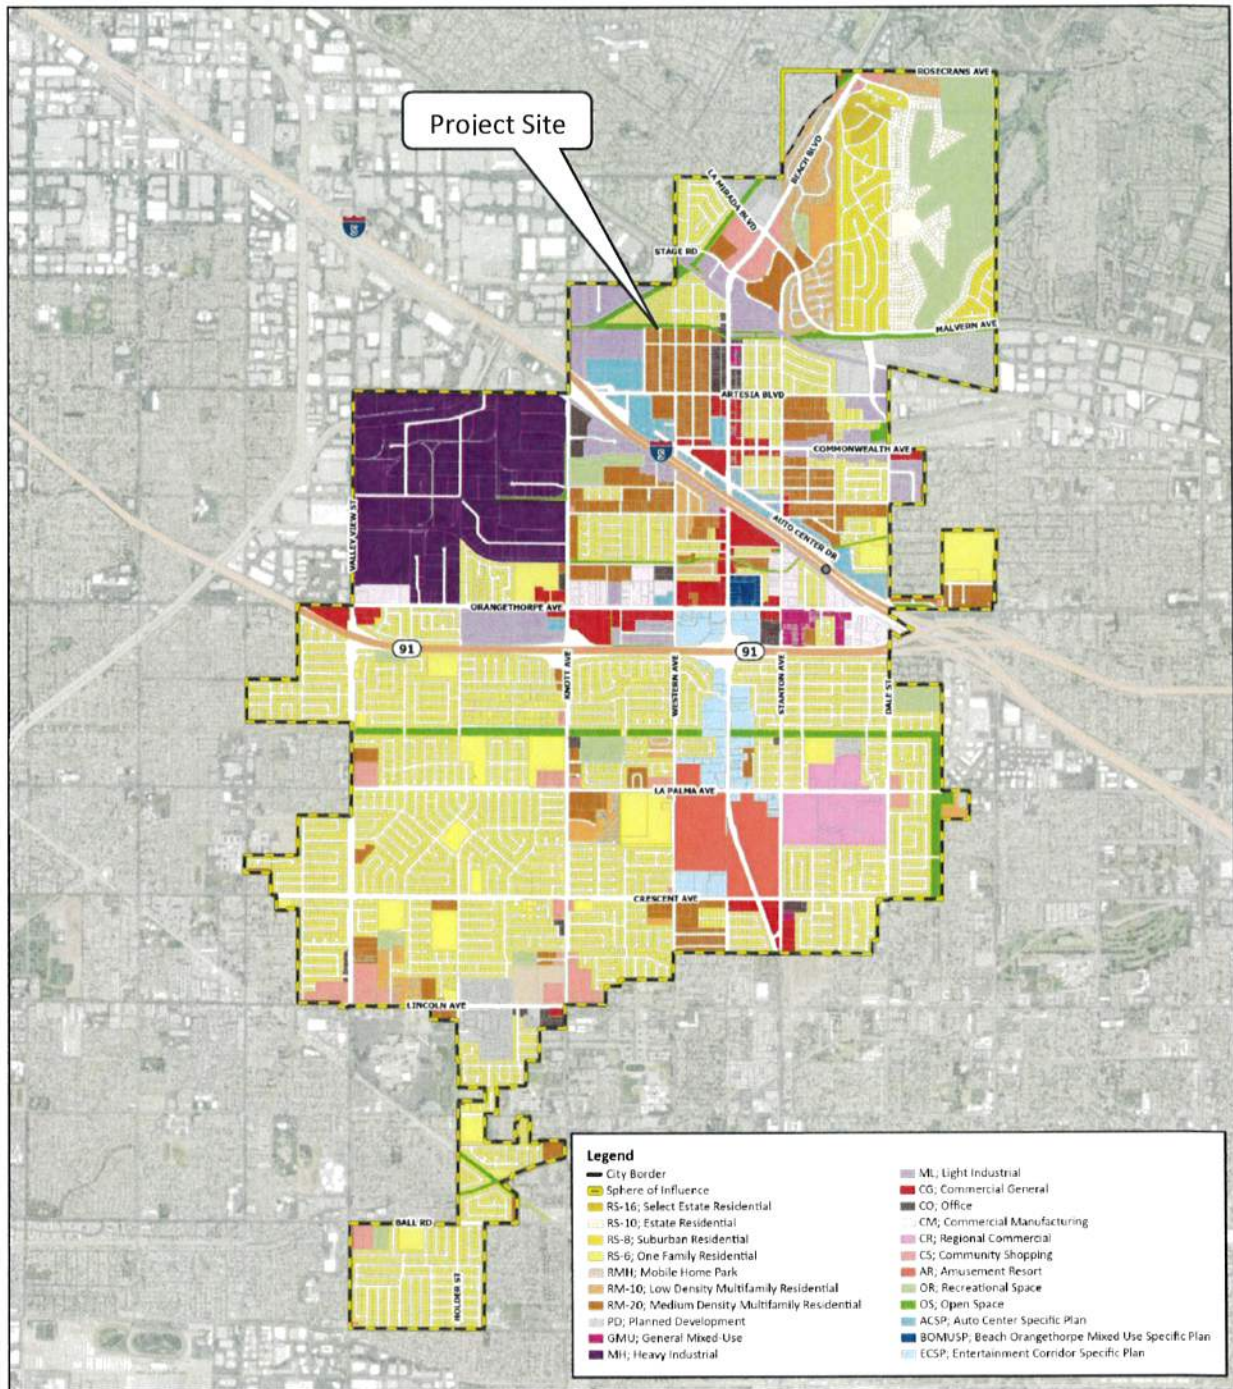 ROSECRANS AVE
Project Site
BEACH BLVD
LA MIRADA BLVD
STAGE RD
MALVERN AVE
ARTESIA BLVD
COMMONWEALTH AVE
VALLEY VIEW ST
AUTO CENTER DR
ORANGETHORPE AVE
91
91
KNOTT AVE
WESTERN AVE
STANTON AVE
DALE ST
LA PALMA AVE
CRESCENT AVE
LINCOLN AVE
BALL RD
HOLDER ST
Legend
City Border
Sphere of Influence
RS-16; Select Estate Residential
RS-10; Estate Residential
RS-8; Suburban Residential
RS-6; One Family Residential
RMH; Mobile Home Park
RM-10; Low Density Multifamily Residential
RM-20; Medium Density Multifamily Residential
PD; Planned Development
GMU; General Mixed-Use
MH; Heavy Industrial
ML; Light Industrial
CG; Commercial General
CO; Office
CM; Commercial Manufacturing
CR; Regional Commercial
CS; Community Shopping
AR; Amusement Resort
OR; Recreational Space
OS; Open Space
ACSP; Auto Center Specific Plan
BOMUSP; Beach Orangethorpe Mixed Use Specific Plan
ECSP; Entertainment Corridor Specific Plan